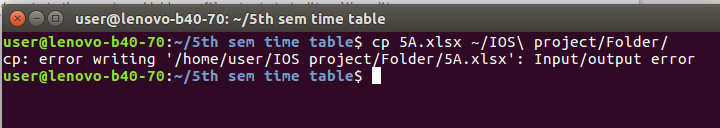 user@lenovo-b40-70: ~/5th sem time table
user@lenovo-b40-70:~/5th sem time table$ cp 5A.xlsx ~/IOS\ project/Folder/
cp: error writing '/home/user/IOS project/Folder/5A.xlsx': Input/output error
user@lenovo-b40-70:~/5th sem time table$